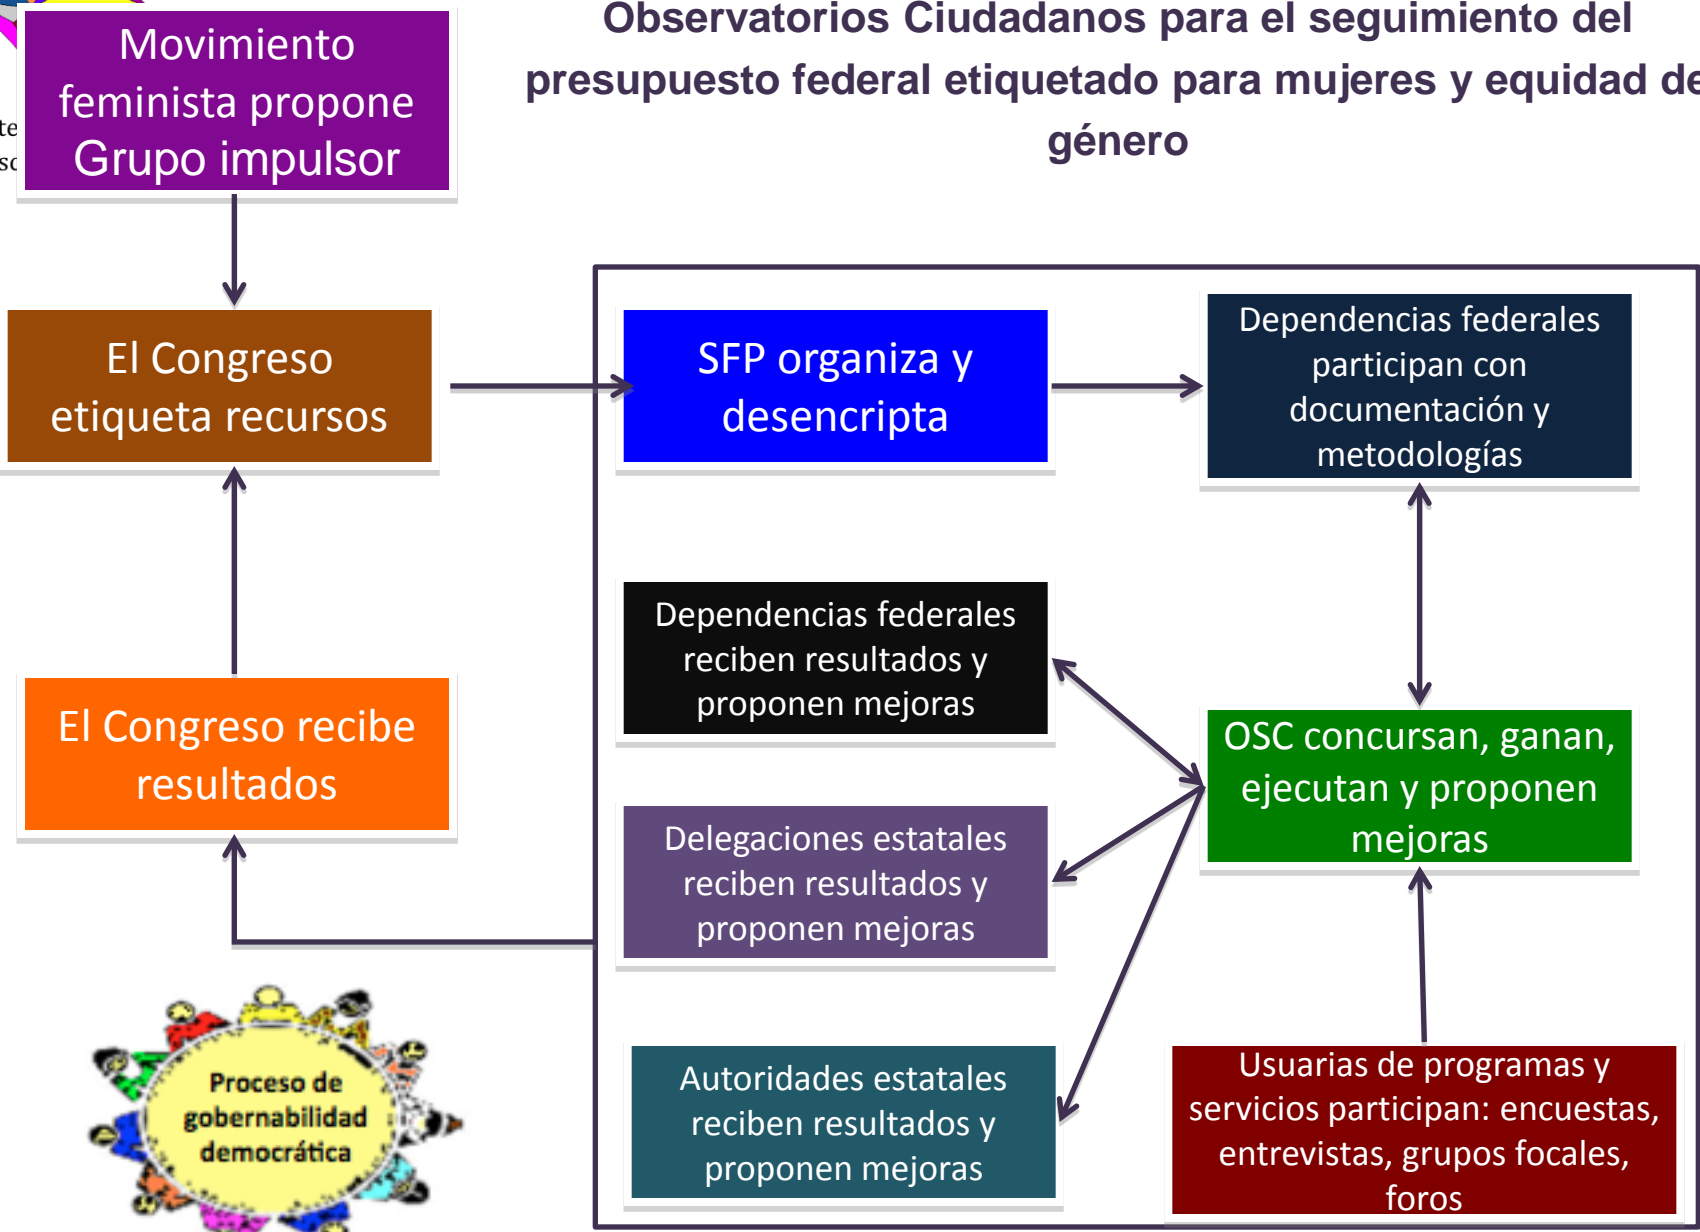 Observatorios Ciudadanos para el seguimiento del
presupuesto federal etiquetado para mujeres y equidad de
género
Movimiento
feminista propone
Grupo impulsor
El Congreso
etiqueta recursos
SFP organiza y
desencripta
Dependencias federales
participan con
documentación y
metodologías
Dependencias federales
reciben resultados y
proponen mejoras
El Congreso recibe
resultados
OSC concursan, ganan,
ejecutan y proponen
mejoras
Delegaciones estatales
reciben resultados y
proponen mejoras
Autoridades estatales
reciben resultados y
proponen mejoras
Usuarias de programas y
servicios participan: encuestas,
entrevistas, grupos focales,
foros
Proceso de
gobernabilidad
democrática